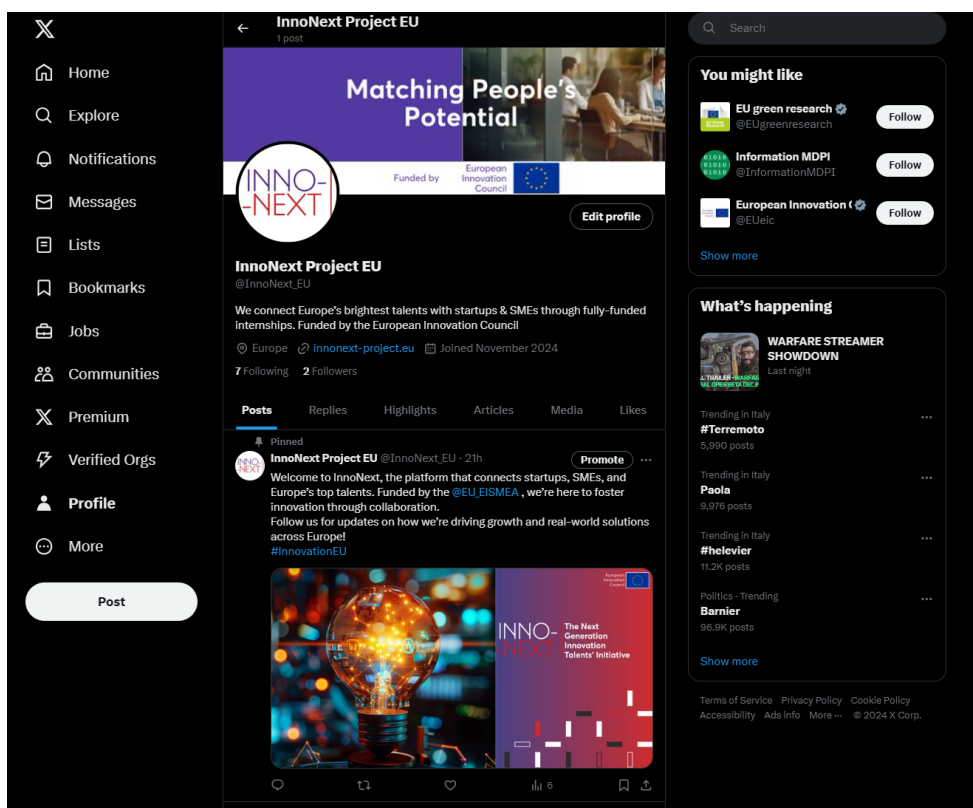 Home
Explore
Notifications
Messages
Lists
Bookmarks
Jobs
Communities
Premium
Verified Orgs
Profile
More
Post
InnoNext Project EU
1 post
Matching People's
Potential
Funded by
European
Innovation
Council
INNO-
-NEXT
Edit profile
InnoNext Project EU
@InnoNext_EU
We connect Europe's brightest talents with startups & SMEs through fully-funded
internships. Funded by the European Innovation Council
Europe innonext-project.eu Joined November 2024
7 Following 2 Followers
Posts Replies Highlights Articles Media Likes
Pinned
InnoNext Project EU @InnoNext_EU · 21h
Promote
INNO-
-NEXT
Welcome to InnoNext, the platform that connects startups, SMEs, and
Europe's top talents. Funded by the @EU_EISMEA , we're here to foster
innovation through collaboration.
Follow us for updates on how we're driving growth and real-world solutions
across Europe!
#InnovationEU
European
Innovation
Council
INNO-
-NEXT
The Next
Generation
Innovation
Talents' Initiative
6
Search
You might like
EU green research
@EUgreenresearch
Follow
Information MDPI
@InformationMDPI
Follow
01010
01010
01010
European Innovation
@EUeic
Follow
Show more
What's happening
WARFARE STREAMER
SHOWDOWN
Last night
Trending in Italy
#Terremoto
5,990 posts
Trending in Italy
Paola
9,976 posts
Trending in Italy
#helevier
11.2K posts
Politics · Trending
Barnier
96.9K posts
Show more
Terms of Service Privacy Policy Cookie Policy
Accessibility Ads info More ··· © 2024 X Corp.